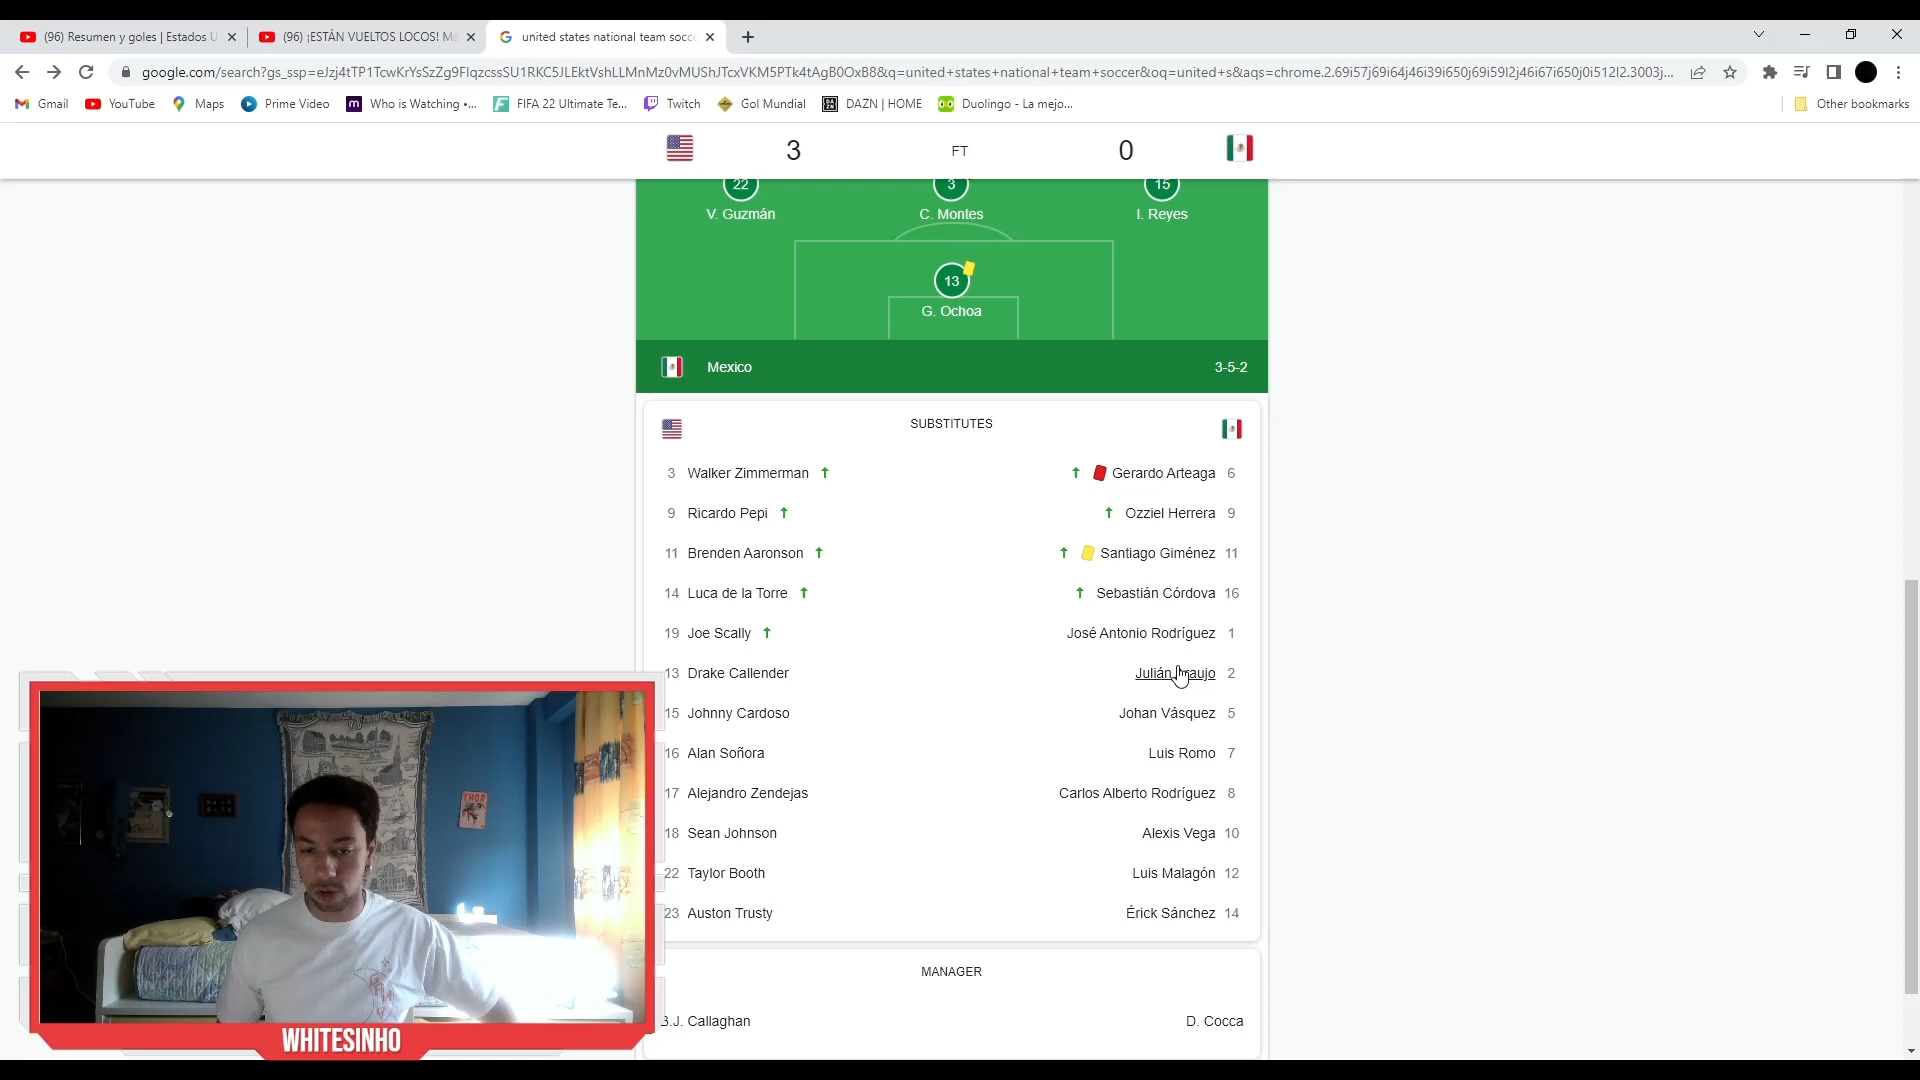 (96) Resumen y goles | Estados U
(96) ¡ESTÁN VUELTOS LOCOS! Má
united states national team socce
google.com/search?gs_ssp=eJzj4tTP1TcwKrYsSzZg9FIqzcssSU1RKC5JLEktVshLLMnMz0vMUShJTcxVKM5PTk4tAgB0OxB8&q=united+states+national+team+soccer&oq=united+s&aqs=chrome.2.69i57j69i64j46i39i650j69i59l2j46i67i650j0i512l2.3003j...
Gmail
YouTube
Maps
Prime Video
Who is Watching •...
FIFA 22 Ultimate Te...
Twitch
Gol Mundial
DAZN | HOME
Duolingo - La mejo...
Other bookmarks
3 FT 0
22 3 15
V. Guzmán C. Montes I. Reyes
13
G. Ochoa
Mexico 3-5-2
SUBSTITUTES
3 Walker Zimmerman Gerardo Arteaga 6
9 Ricardo Pepi Ozziel Herrera 9
11 Brenden Aaronson Santiago Giménez 11
14 Luca de la Torre Sebastián Córdova 16
19 Joe Scally José Antonio Rodríguez 1
13 Drake Callender Julián Araujo 2
15 Johnny Cardoso Johan Vásquez 5
16 Alan Soñora Luis Romo 7
17 Alejandro Zendejas Carlos Alberto Rodríguez 8
18 Sean Johnson Alexis Vega 10
22 Taylor Booth Luis Malagón 12
23 Auston Trusty Érick Sánchez 14
MANAGER
B.J. Callaghan D. Cocca
THOR
WHITESINHO